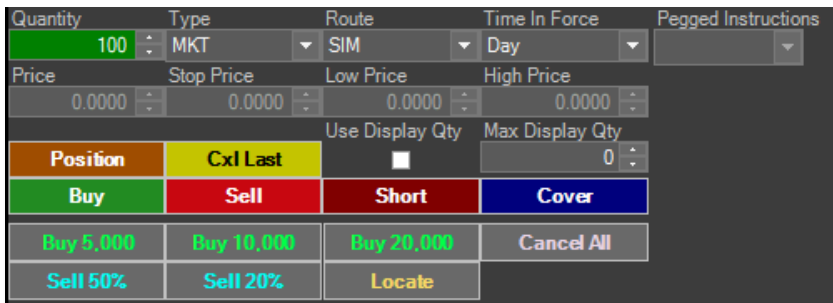 Quantity Type Route Time In Force Pegged Instructions
100 MKT SIM Day
Price Stop Price Low Price High Price
0.0000 0.0000 0.0000 0.0000
Use Display Qty Max Display Qty
Position Cxl Last 0
Buy Sell Short Cover
Buy 5,000 Buy 10,000 Buy 20,000 Cancel All
Sell 50% Sell 20% Locate